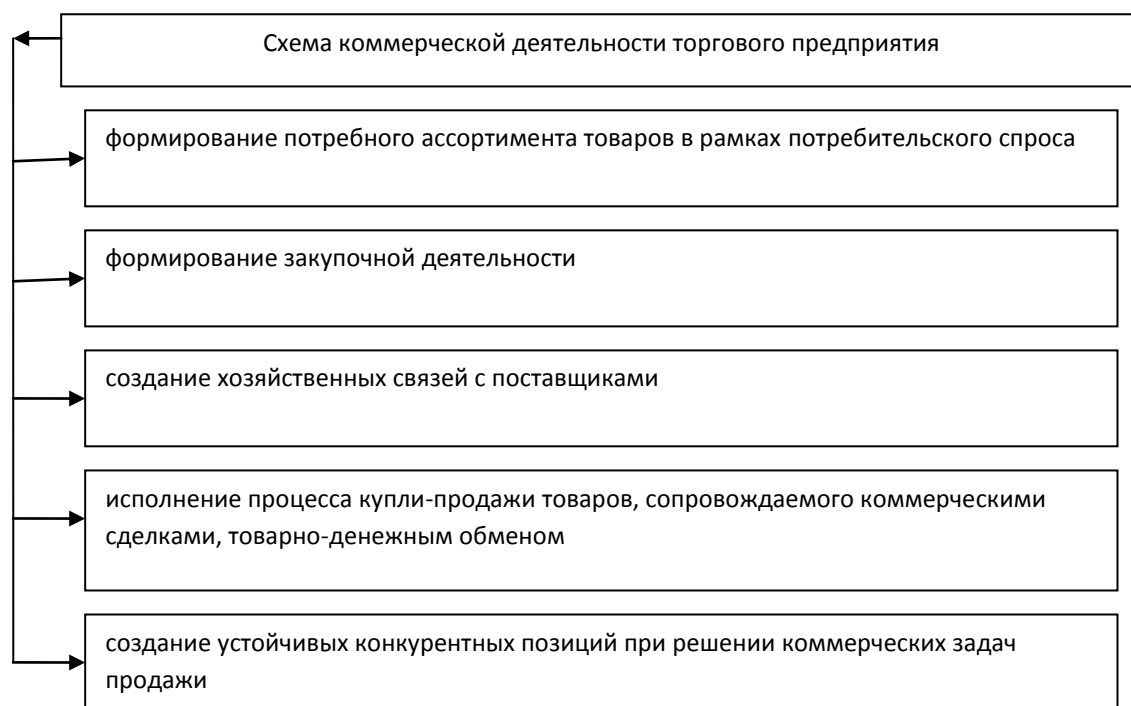 Схема коммерческой деятельности торгового предприятия
формирование потребного ассортимента товаров в рамках потребительского спроса
формирование закупочной деятельности
создание хозяйственных связей с поставщиками
исполнение процесса купли-продажи товаров, сопровождаемого коммерческими
сделками, товарно-денежным обменом
создание устойчивых конкурентных позиций при решении коммерческих задач
продажи